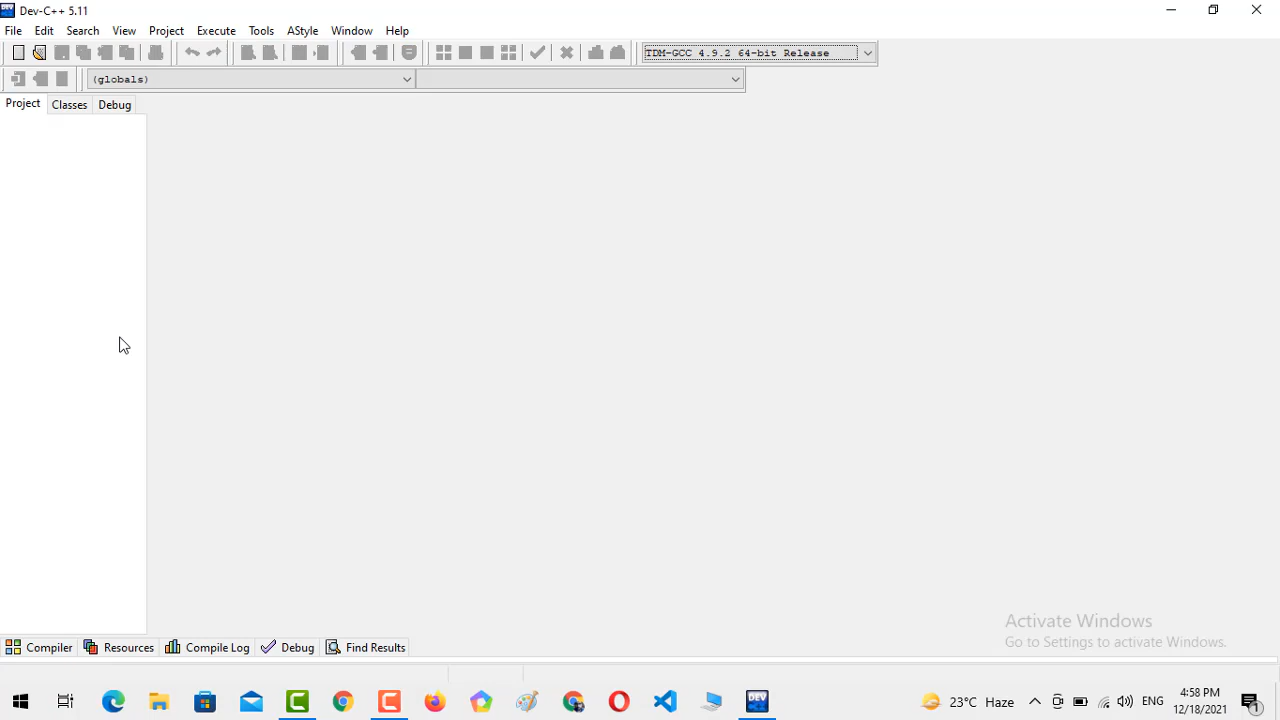 Dev-C++ 5.11
File Edit Search View Project Execute Tools AStyle Window Help
TDM-GCC 4.9.2 64-bit Release
(globals)
Project Classes Debug
Activate Windows
Go to Settings to activate Windows.
Compiler Resources Compile Log Debug Find Results
DEV 23°C Haze ENG 4:58 PM
12/18/2021 1